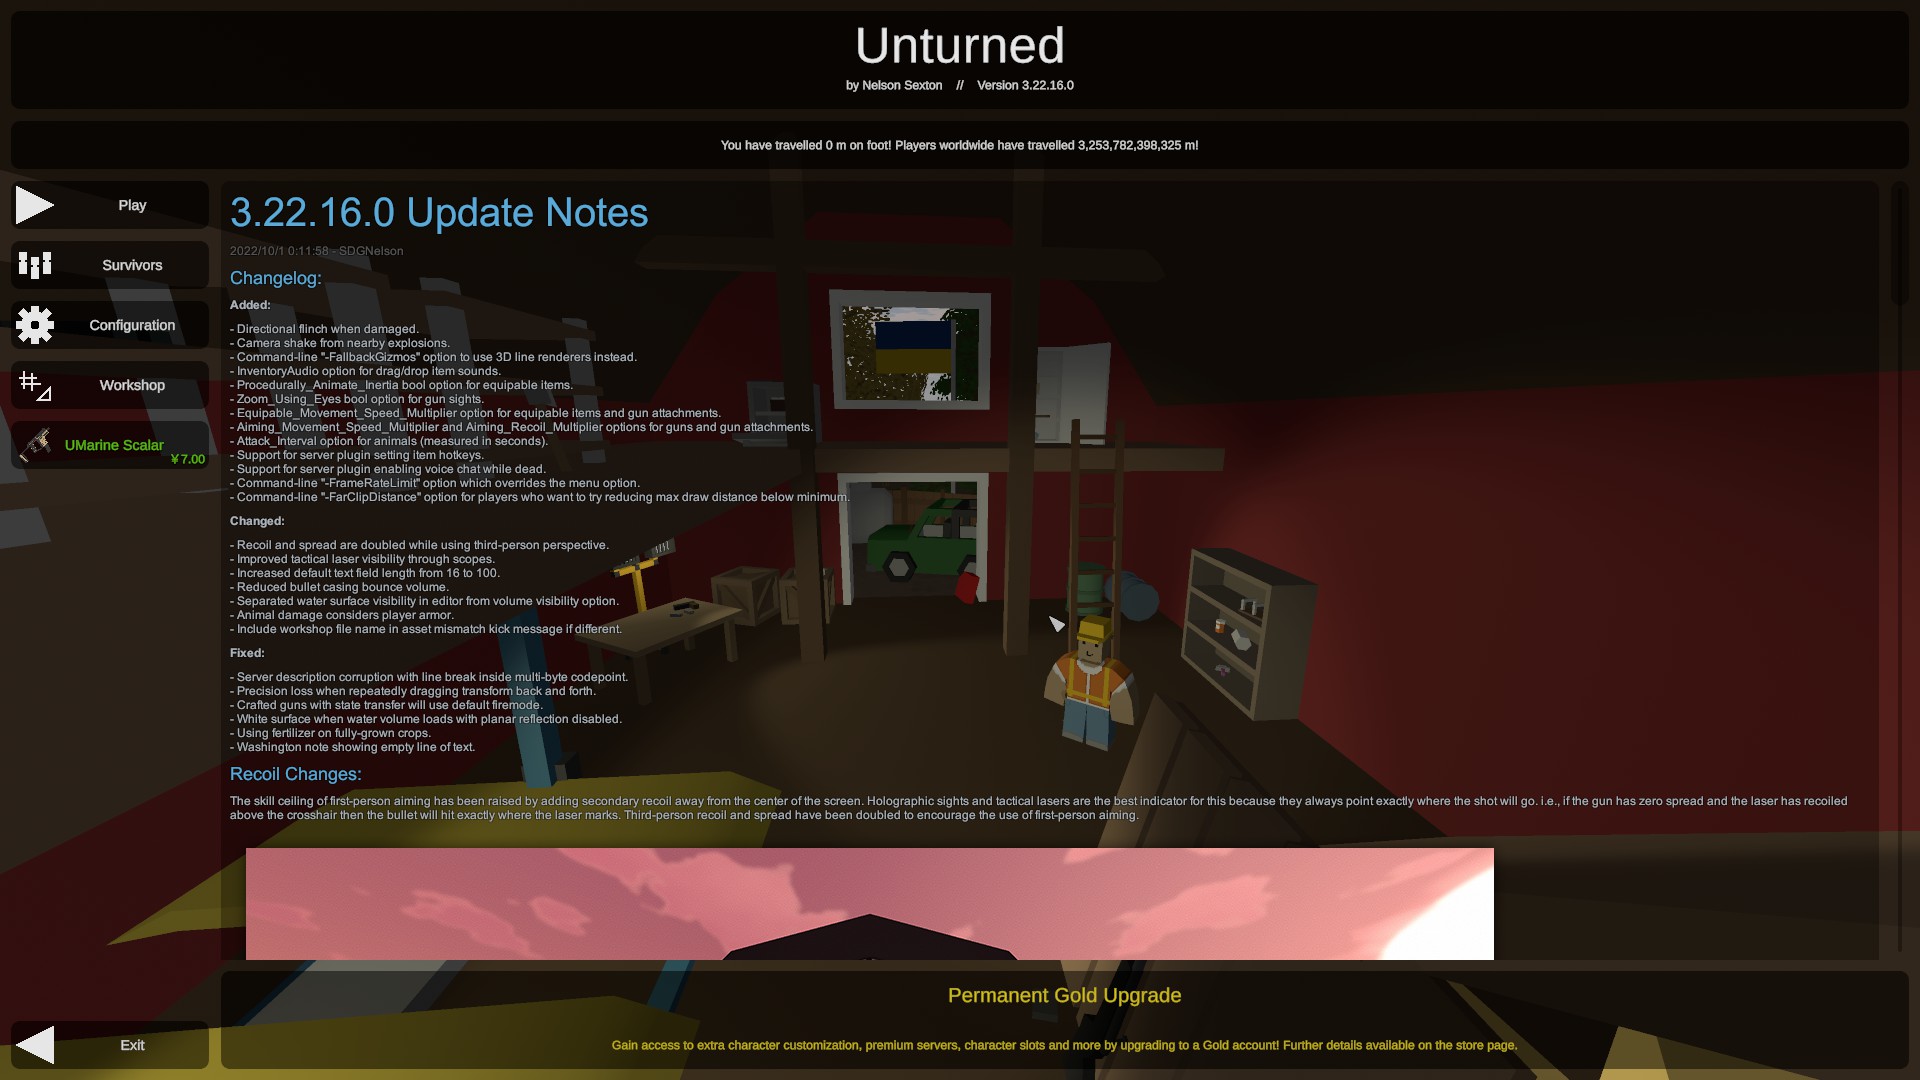 Unturned
by Nelson Sexton // Version 3.22.16.0
You have travelled 0 m on foot! Players worldwide have travelled 3,253,782,398,325 m!
Play
Survivors
Configuration
Workshop
UMarine Scalar
¥7.00
3.22.16.0 Update Notes
2022/10/1 0:11:58 - SDGNelson
Changelog:
Added:
- Directional flinch when damaged.
- Camera shake from nearby explosions.
- Command-line "-FallbackGizmos" option to use 3D line renderers instead.
- InventoryAudio option for drag/drop item sounds.
- Procedurally_Animate_Inertia bool option for equipable items.
- Zoom_Using_Eyes bool option for gun sights.
- Equipable_Movement_Speed_Multiplier option for equipable items and gun attachments.
- Aiming_Movement_Speed_Multiplier and Aiming_Recoil_Multiplier options for guns and gun attachments.
- Attack_Interval option for animals (measured in seconds).
- Support for server plugin setting item hotkeys.
- Support for server plugin enabling voice chat while dead.
- Command-line "-FrameRateLimit" option which overrides the menu option.
- Command-line "-FarClipDistance" option for players who want to try reducing max draw distance below minimum.
Changed:
- Recoil and spread are doubled while using third-person perspective.
- Improved tactical laser visibility through scopes.
- Increased default text field length from 16 to 100.
- Reduced bullet casing bounce volume.
- Separated water surface visibility in editor from volume visibility option.
- Animal damage considers player armor.
- Include workshop file name in asset mismatch kick message if different.
Fixed:
- Server description corruption with line break inside multi-byte codepoint.
- Precision loss when repeatedly dragging transform back and forth.
- Crafted guns with state transfer will use default firemode.
- White surface when water volume loads with planar reflection disabled.
- Using fertilizer on fully-grown crops.
- Washington note showing empty line of text.
Recoil Changes:
The skill ceiling of first-person aiming has been raised by adding secondary recoil away from the center of the screen. Holographic sights and tactical lasers are the best indicator for this because they always point exactly where the shot will go. i.e., if the gun has zero spread and the laser has recoiled
above the crosshair then the bullet will hit exactly where the laser marks. Third-person recoil and spread have been doubled to encourage the use of first-person aiming.
Permanent Gold Upgrade
Gain access to extra character customization, premium servers, character slots and more by upgrading to a Gold account! Further details available on the store page.
Exit